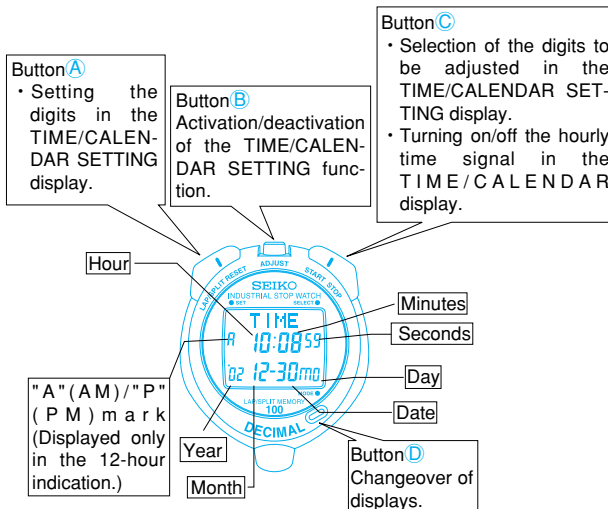 Button Ⓐ
・Setting the
digits in the
TIME/CALEN-
DAR SETTING
display.
Button Ⓑ
Activation/deactivation
of the TIME/CALEN-
DAR SETTING func-
tion.
Button Ⓒ
・Selection of the digits to
be adjusted in the
TIME/CALENDAR SET-
TING display.
・Turning on/off the hourly
time signal in the
TIME/CALENDAR
display.
Hour
Minutes
Seconds
Day
Date
"A"(AM)/"P"
(PM) mark
(Displayed only
in the 12-hour
indication.)
Year
Month
Button Ⓓ
Changeover of
displays.
LAP/SPLIT RESET
ADJUST
START STOP
SEIKO
INDUSTRIAL STOP WATCH
● SET SELECT ●
TIME
A 10:08 59
'02 12-30 mo
MODE ●
LAP/SPLIT MEMORY
100
DECIMAL